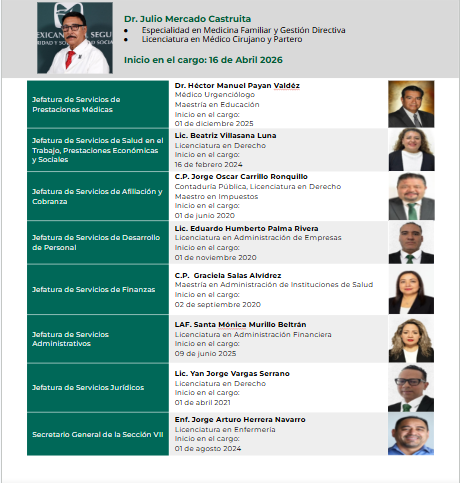 Dr. Julio Mercado Castruita
• Especialidad en Medicina Familiar y Gestión Directiva
• Licenciatura en Médico Cirujano y Partero
Inicio en el cargo: 16 de Abril 2026
EXICAN
SEGU
Jefatura de Servicios de
Prestaciones Médicas
Dr. Héctor Manuel Payan Valdéz
Médico Urgenciólogo
Maestría en Educación
Inicio en el cargo:
01 de diciembre 2025
Jefatura de Servicios de Salud en el
Trabajo, Prestaciones Económicas
y Sociales
Lic. Beatriz Villasana Luna
Licenciatura en Derecho
Inicio en el cargo:
16 de febrero 2024
Jefatura de Servicios de Afiliación y
Cobranza
C.P. Jorge Oscar Carrillo Ronquillo
Contaduría Pública, Licenciatura en Derecho
Maestro en Impuestos
Inicio en el cargo:
01 de junio 2020
Jefatura de Servicios de Desarrollo
de Personal
Lic. Eduardo Humberto Palma Rivera
Licenciatura en Administración de Empresas
Inicio en el cargo:
01 de noviembre 2020
Jefatura de Servicios de Finanzas
C.P. Graciela Salas Alvidrez
Maestría en Administración de Instituciones de Salud
Inicio en el cargo:
02 de septiembre 2020
Jefatura de Servicios
Administrativos
LAF. Santa Mónica Murillo Beltrán
Licenciatura en Administración Financiera
Inicio en el cargo:
09 de junio 2025
Jefatura de Servicios Jurídicos
Lic. Yan Jorge Vargas Serrano
Licenciatura en Derecho
Inicio en el cargo:
01 de abril 2021
Secretario General de la Sección VII
Enf. Jorge Arturo Herrera Navarro
Licenciatura en Enfermería
Inicio en el cargo:
01 de agosto 2024